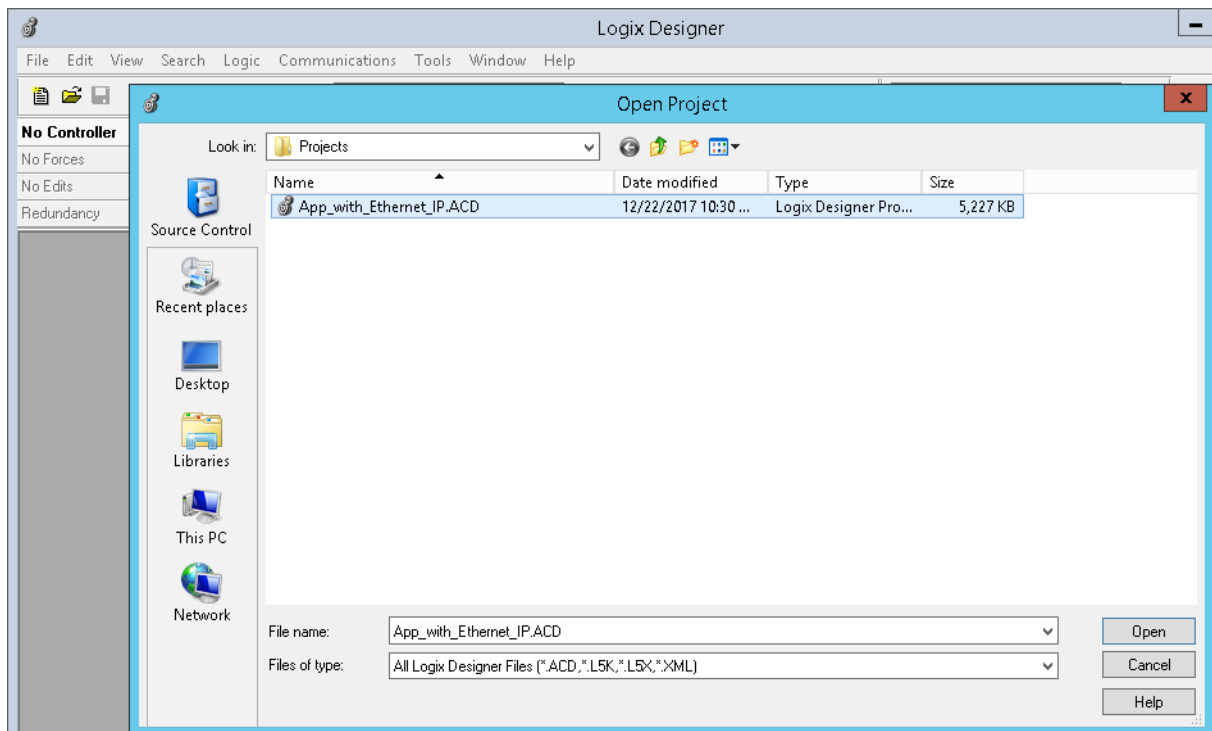 Logix Designer
File Edit View Search Logic Communications Tools Window Help
Open Project
x
No Controller
No Forces
No Edits
Redundancy
Look in: Projects
Source Control
Recent places
Desktop
Libraries
This PC
Network
Name Date modified Type Size
App_with_Ethernet_IP.ACD 12/22/2017 10:30 ... Logix Designer Pro... 5,227 KB
File name: App_with_Ethernet_IP.ACD Open
Files of type: All Logix Designer Files (*.ACD,*.L5K,*.L5X,*.XML) Cancel
Help